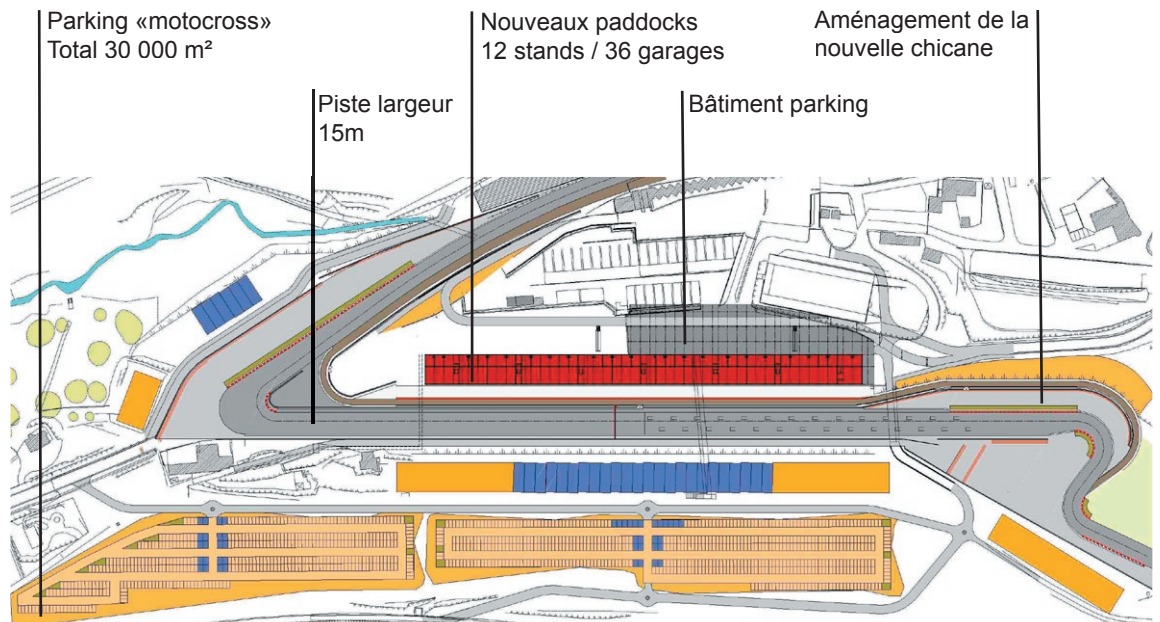 Parking «motocross»
Total 30 000 m²
Nouveaux paddocks
12 stands / 36 garages
Aménagement de la
nouvelle chicane
Piste largeur
15m
Bâtiment parking